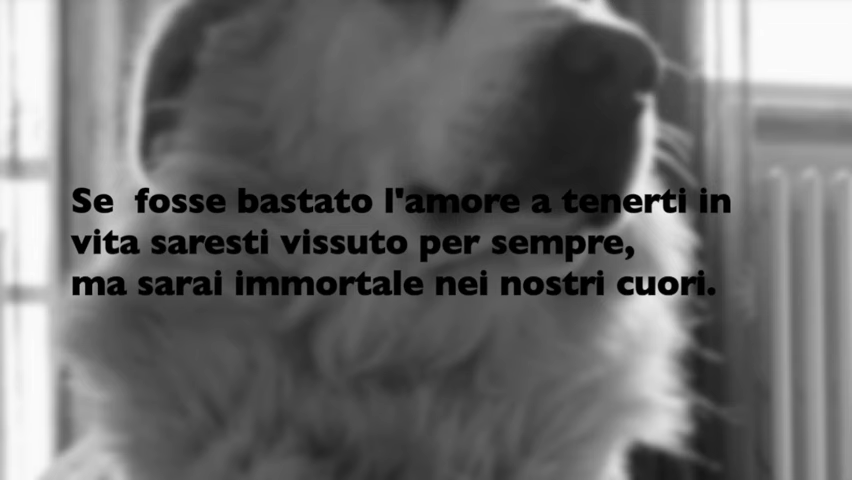 Se  fosse bastato l'amore a tenerti in
vita saresti vissuto per sempre,
ma sarai immortale nei nostri cuori.